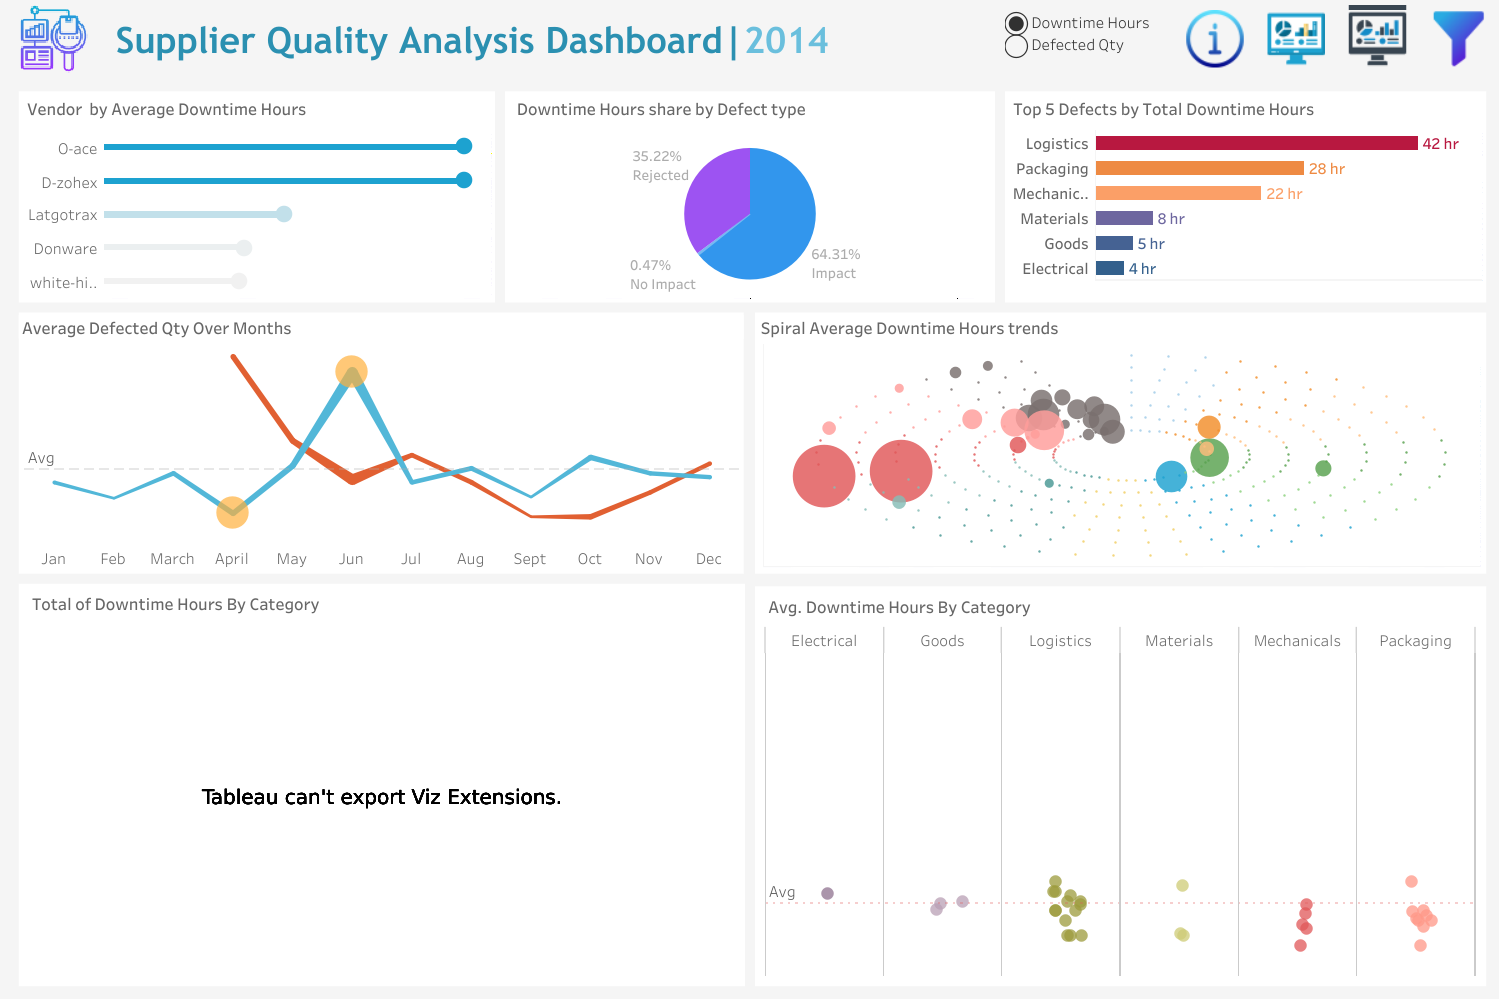 Supplier Quality Analysis Dashboard | 2014
Downtime Hours
Defected Qty
Vendor by Average Downtime Hours
O-ace
D-zohex
Latgotrax
Donware
white-hi..
Downtime Hours share by Defect type
35.22%
Rejected
0.47%
No Impact
64.31%
Impact
Top 5 Defects by Total Downtime Hours
Logistics 42 hr
Packaging 28 hr
Mechanic.. 22 hr
Materials 8 hr
Goods 5 hr
Electrical 4 hr
Average Defected Qty Over Months
Avg
Jan Feb March April May Jun Jul Aug Sept Oct Nov Dec
Spiral Average Downtime Hours trends
Total of Downtime Hours By Category
Tableau can't export Viz Extensions.
Avg. Downtime Hours By Category
Electrical Goods Logistics Materials Mechanicals Packaging
Avg